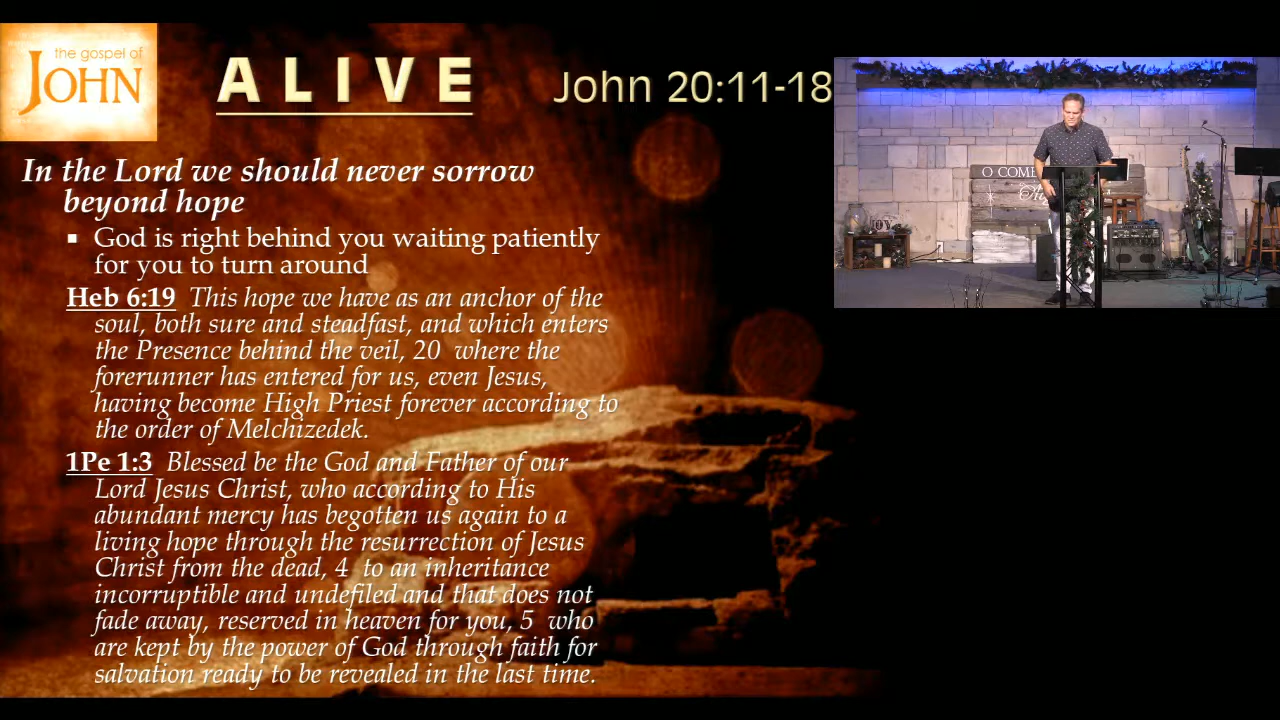 the gospel of
JOHN
ALIVE
John 20:11-18
In the Lord we should never sorrow
beyond hope
▪ God is right behind you waiting patiently
for you to turn around
Heb 6:19 This hope we have as an anchor of the
soul, both sure and steadfast, and which enters
the Presence behind the veil, 20 where the
forerunner has entered for us, even Jesus,
having become High Priest forever according to
the order of Melchizedek.
1Pe 1:3 Blessed be the God and Father of our
Lord Jesus Christ, who according to His
abundant mercy has begotten us again to a
living hope through the resurrection of Jesus
Christ from the dead, 4 to an inheritance
incorruptible and undefiled and that does not
fade away, reserved in heaven for you, 5 who
are kept by the power of God through faith for
salvation ready to be revealed in the last time.
O COME
JOY